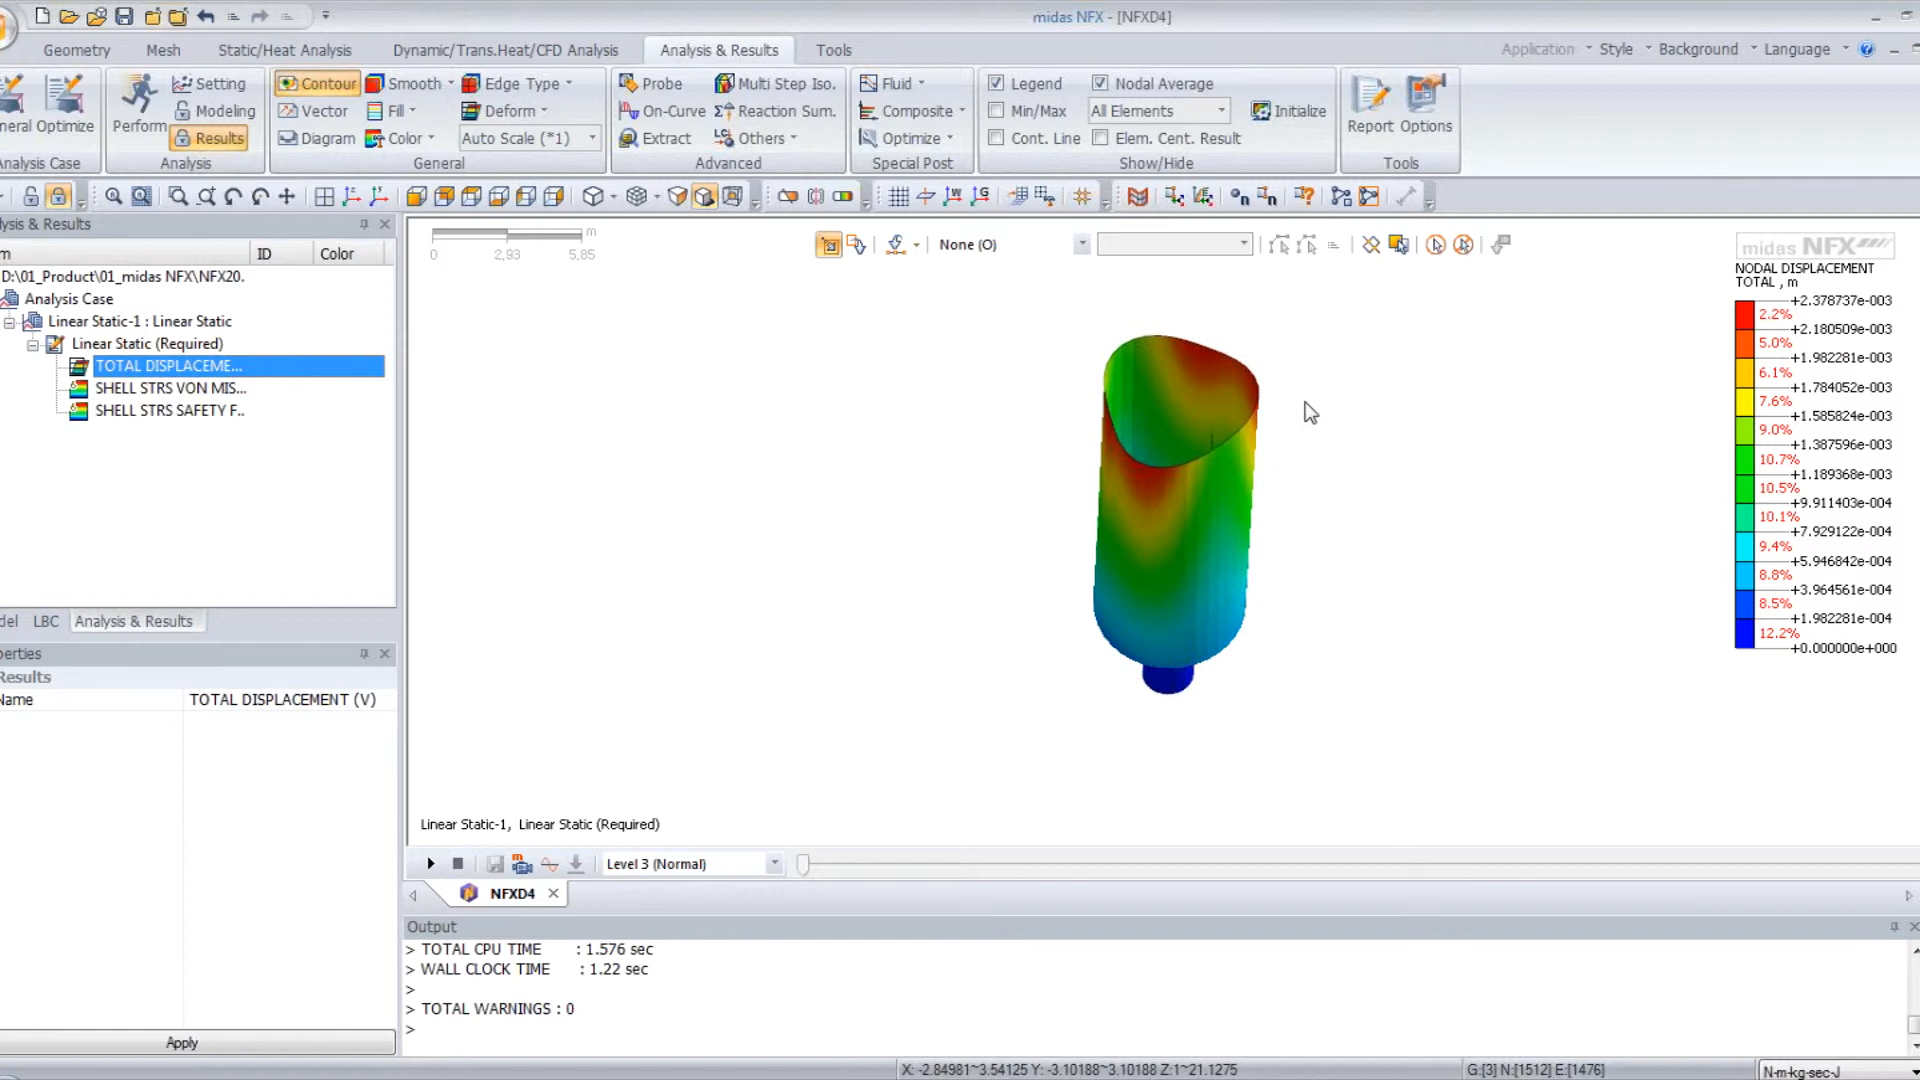 midas NFX - [NFXD4]
Geometry Mesh Static/Heat Analysis Dynamic/Trans.Heat/CFD Analysis Analysis & Results Tools Application Style Background Language
Setting Contour Smooth Edge Type Probe Multi Step Iso. Fluid Legend Nodal Average
Modeling Vector Fill Deform On-Curve Reaction Sum. Composite Min/Max All Elements Initialize
neral Optimize Perform Report Options
Results Diagram Color Auto Scale (*1) Extract Others Optimize Cont. Line Elem. Cent. Result
Analysis Case Analysis General Advanced Special Post Show/Hide Tools
lysis & Results
m ID Color
D:\01_Product\01_midas NFX\NFX20.
Analysis Case
Linear Static-1 : Linear Static
Linear Static (Required)
TOTAL DISPLACEME...
SHELL STRS VON MIS...
SHELL STRS SAFETY F..
del LBC Analysis & Results
perties
Results
Name TOTAL DISPLACEMENT (V)
Apply
m
0 2,93 5,85
None (O)
midas NFX
NODAL DISPLACEMENT
TOTAL , m
+2.378737e-003
2.2%
+2.180509e-003
5.0%
+1.982281e-003
6.1%
+1.784052e-003
7.6%
+1.585824e-003
9.0%
+1.387596e-003
10.7%
+1.189368e-003
10.5%
+9.911403e-004
10.1%
+7.929122e-004
9.4%
+5.946842e-004
8.8%
+3.964561e-004
8.5%
+1.982281e-004
12.2%
+0.000000e+000
Linear Static-1, Linear Static (Required)
Level 3 (Normal)
NFXD4
Output
> TOTAL CPU TIME : 1.576 sec
> WALL CLOCK TIME : 1.22 sec
>
> TOTAL WARNINGS : 0
>
X: -2.84981~3.54125 Y: -3.10188~3.10188 Z:1~21.1275 G:[3] N:[1512] E:[1476] N-m-kg-sec-J